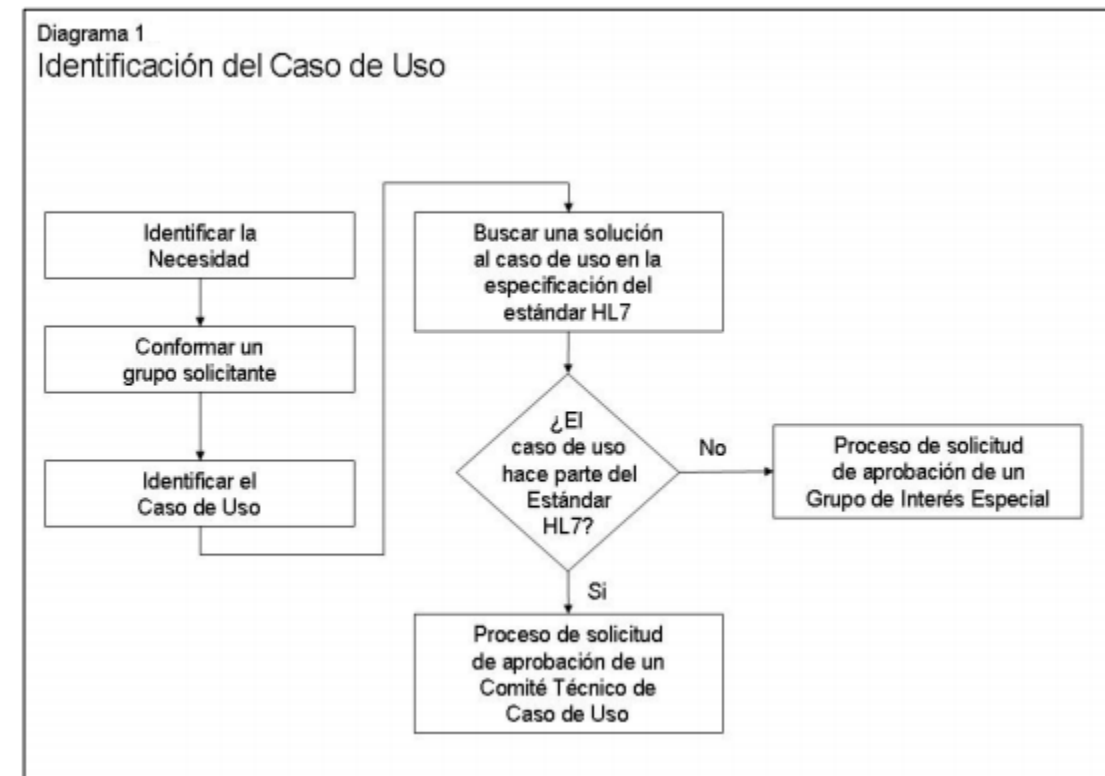 Diagrama 1
Identificación del Caso de Uso
Identificar la
Necesidad
Conformar un
grupo solicitante
Identificar el
Caso de Uso
Buscar una solución
al caso de uso en la
especificación del
estándar HL7
¿El
caso de uso
hace parte del
Estándar
HL7?
No
Proceso de solicitud
de aprobación de un
Grupo de Interés Especial
Si
Proceso de solicitud
de aprobación de un
Comité Técnico de
Caso de Uso